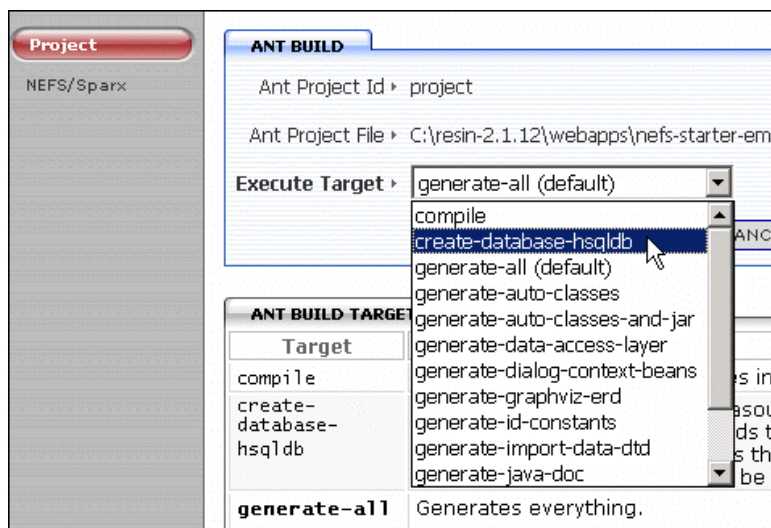 Project
NEFS/Sparx
ANT BUILD
Ant Project Id project
Ant Project File C:\resin-2.1.12\webapps\nefs-starter-em
Execute Target generate-all (default)
compile
create-database-hsqldb
generate-all (default)
generate-auto-classes
generate-auto-classes-and-jar
generate-data-access-layer
generate-dialog-context-beans
generate-graphviz-erd
generate-id-constants
generate-import-data-dtd
generate-java-doc
ANT BUILD TARGET
Target
compile
create-
database-
hsqldb
be
generate-all Generates everything.